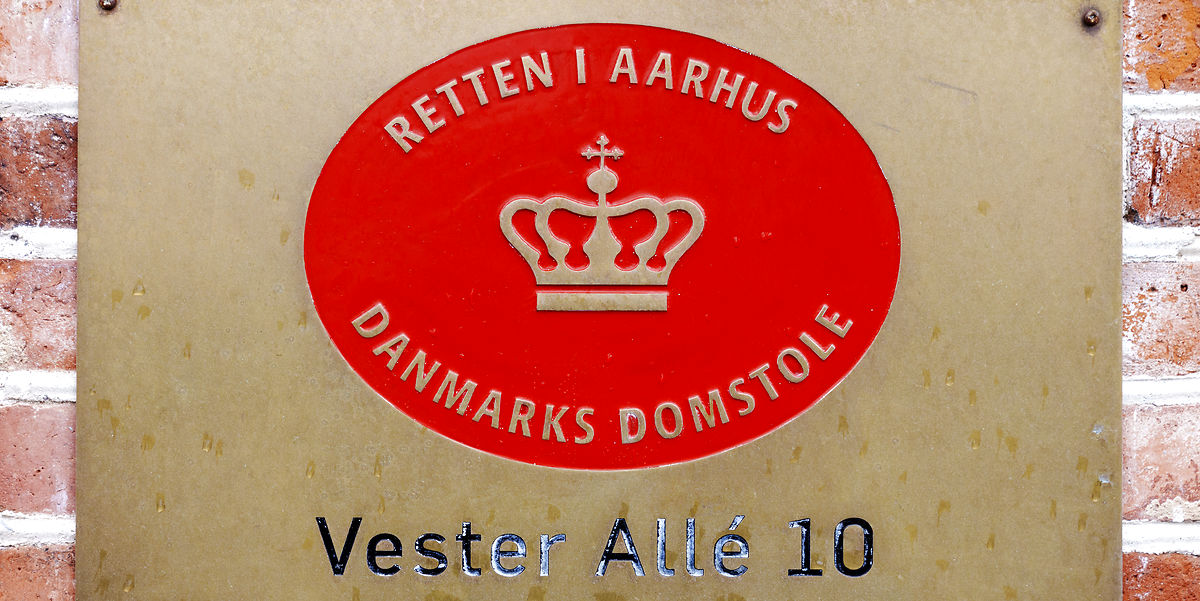 RETTEN I AARHUS
DANMARKS DOMSTOLE
Vester Allé 10